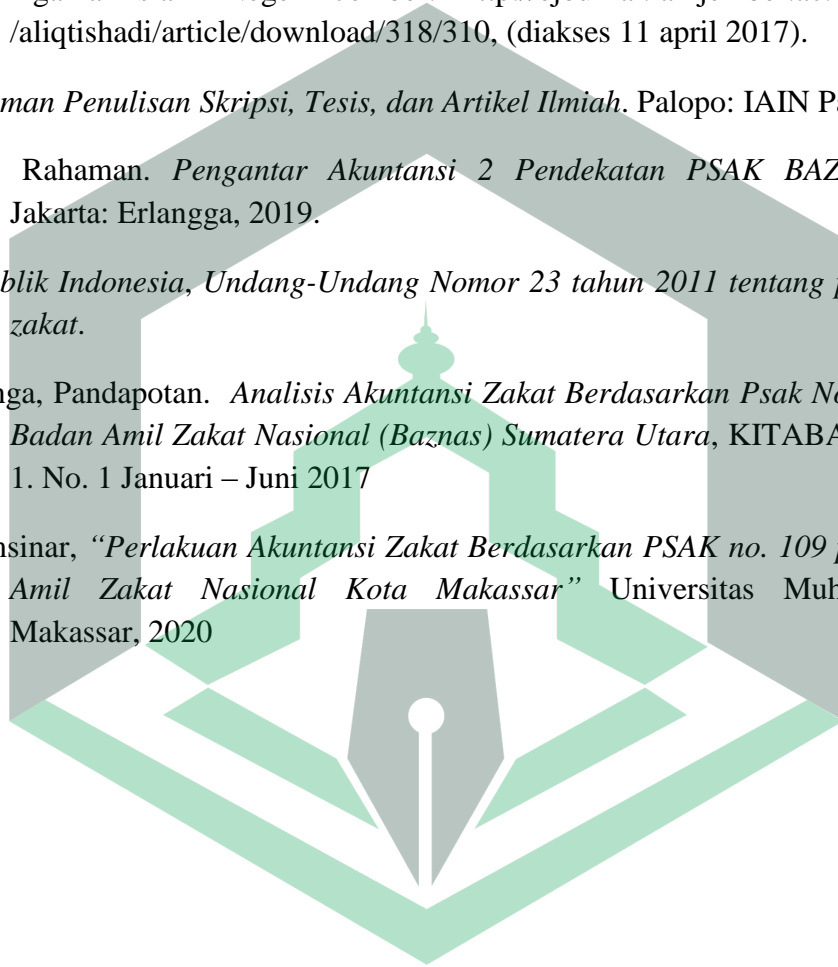 /aliqtishadi/article/download/318/310, (diakses 11 april 2017).
man Penulisan Skripsi, Tesis, dan Artikel Ilmiah. Palopo: IAIN
Rahaman. Pengantar Akuntansi 2 Pendekatan PSAK BAZ
Jakarta: Erlangga, 2019.
blik Indonesia, Undang-Undang Nomor 23 tahun 2011 tentang
zakat.
nga, Pandapotan. Analisis Akuntansi Zakat Berdasarkan Psak
Badan Amil Zakat Nasional (Baznas) Sumatera Utara, KITABA
1. No. 1 Januari – Juni 2017
nsinar, “Perlakuan Akuntansi Zakat Berdasarkan PSAK no. 109
Amil Zakat Nasional Kota Makassar” Universitas Muh
Makassar, 2020